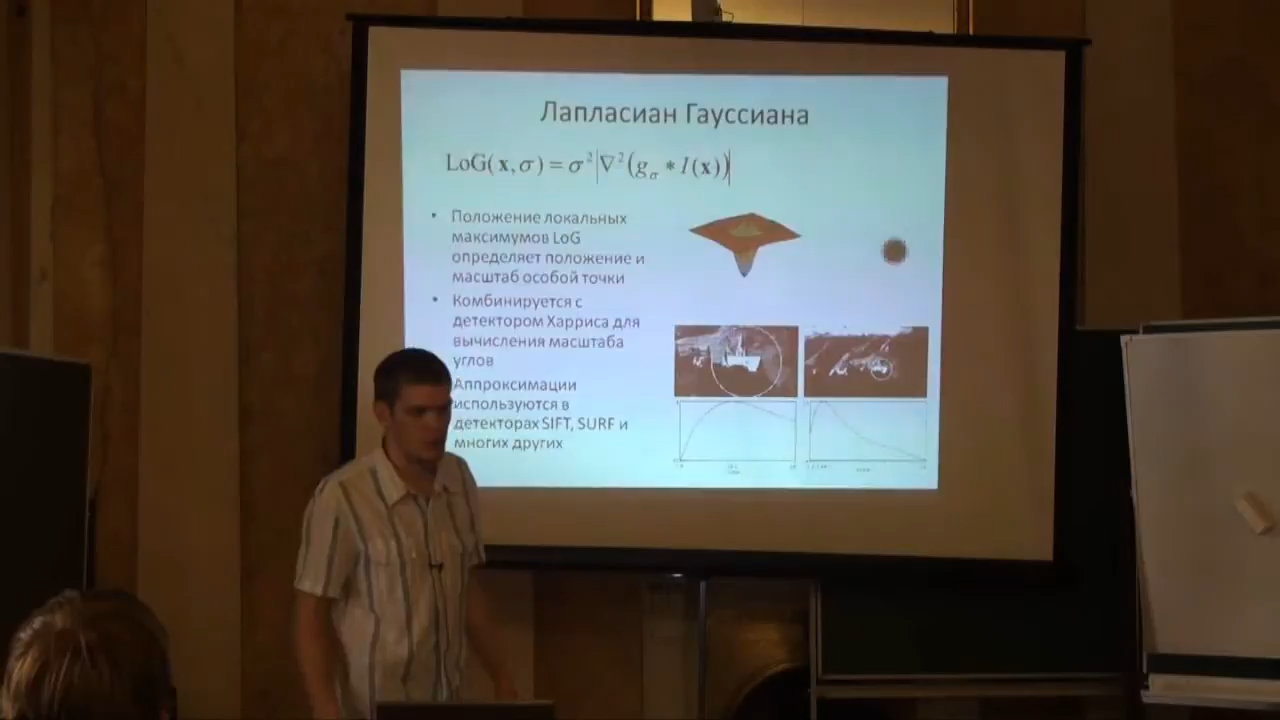 Лапласиан Гауссиана
LoG(x,σ) = σ²|∇²(g_σ * I(x))|
• Положение локальных
максимумов LoG
определяет положение и
масштаб особой точки
• Комбинируется с
детектором Харриса для
вычисления масштаба
углов
Аппроксимации
используются в
детекторах SIFT, SURF и
многих других